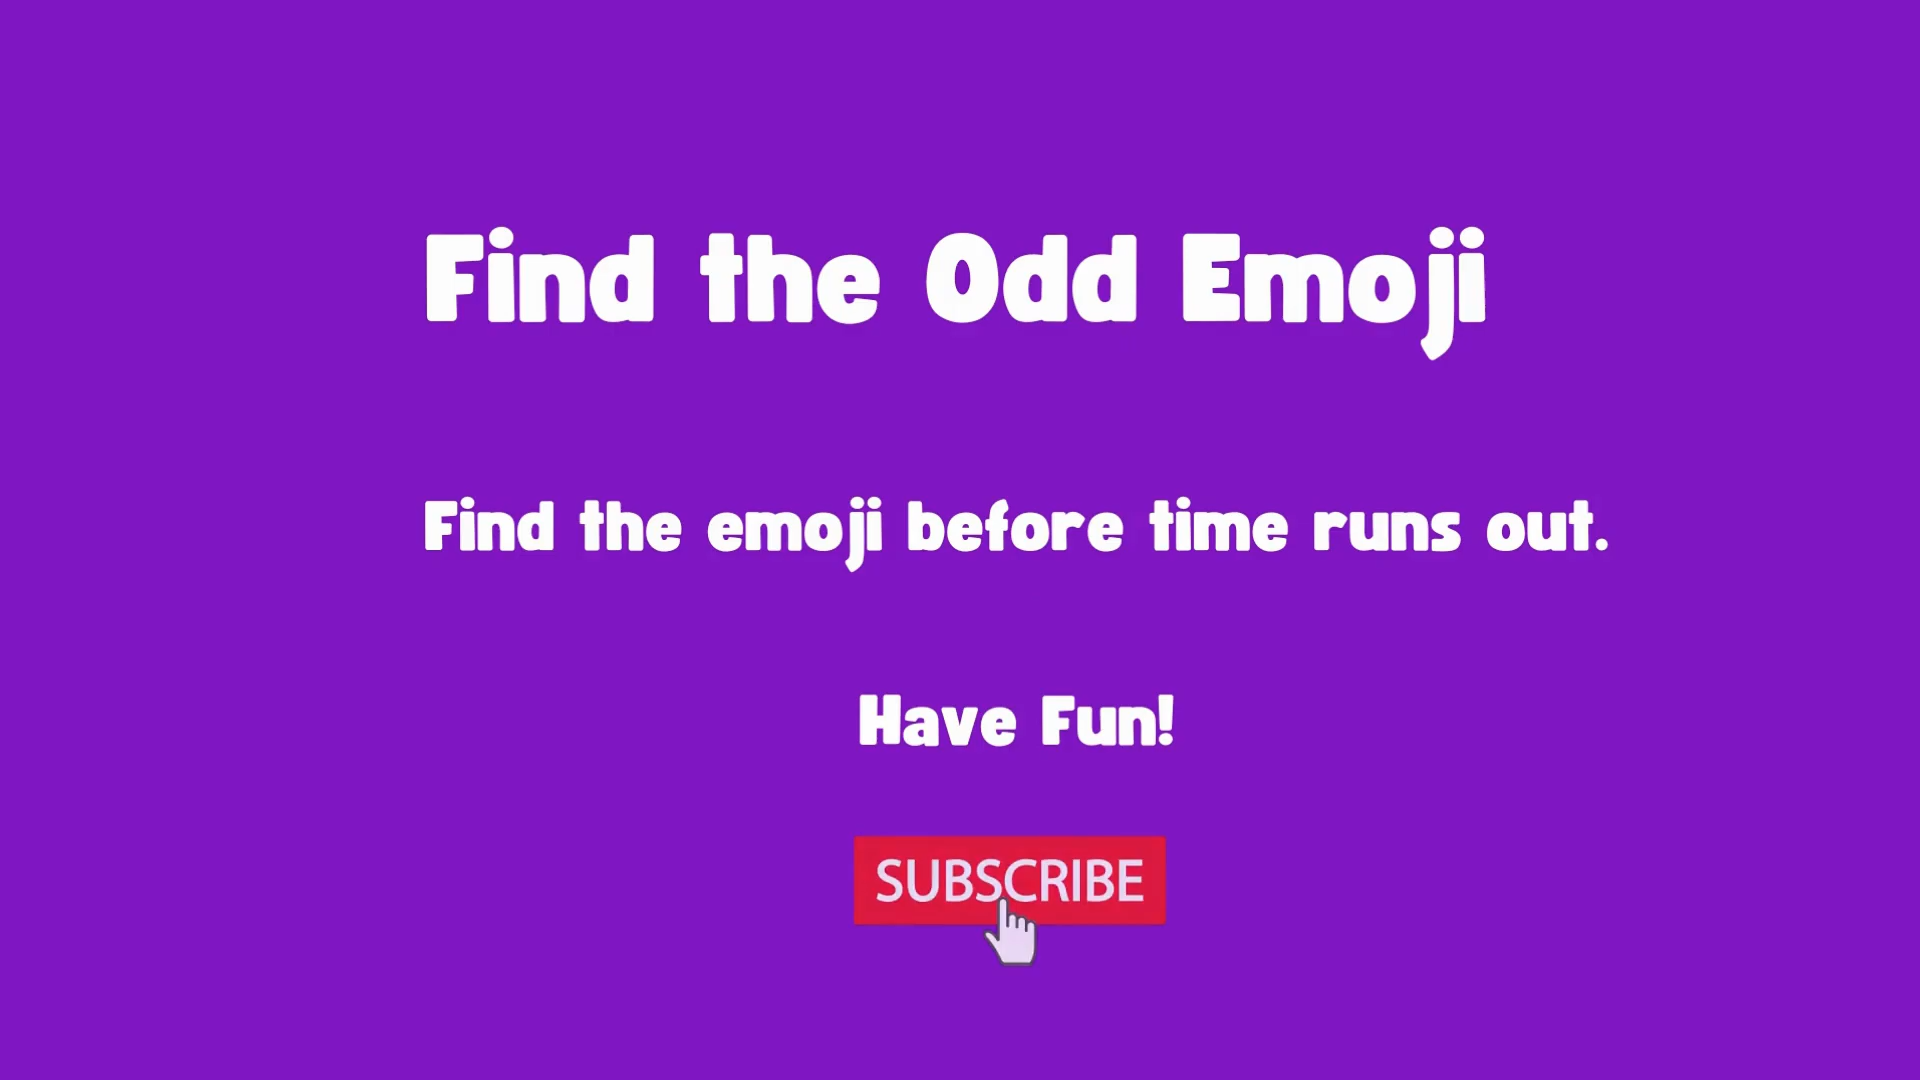 Find the Odd Emoji
Find the emoji before time runs out.
Have Fun!
SUBSCRIBE